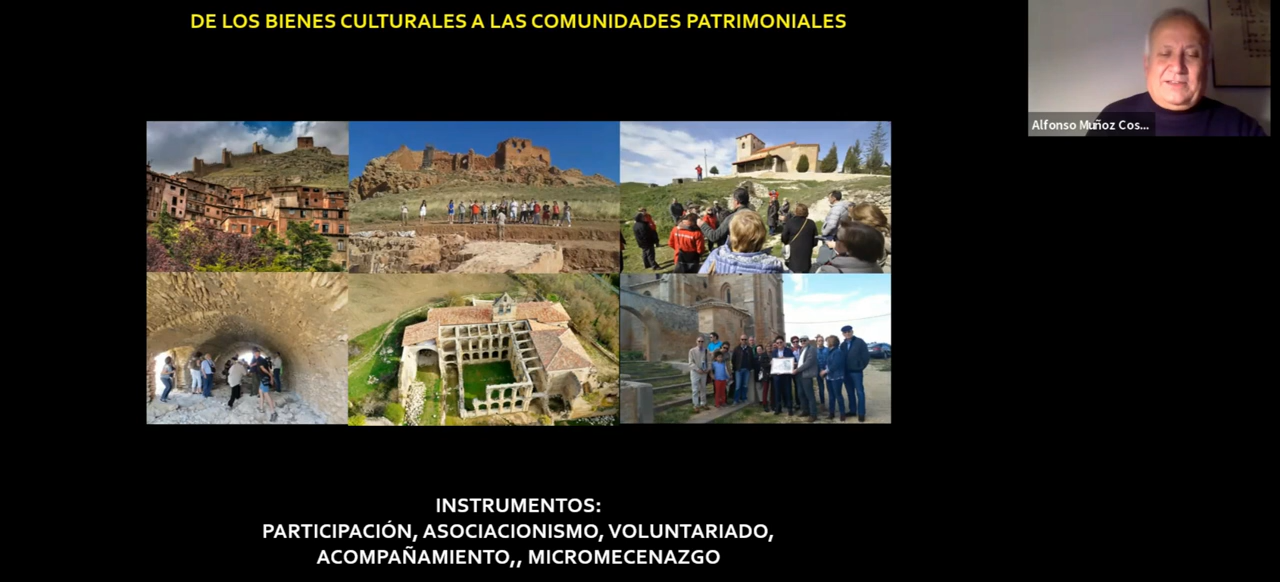 DE LOS BIENES CULTURALES A LAS COMUNIDADES PATRIMONIALES
Alfonso Muñoz Cos...
INSTRUMENTOS:
PARTICIPACIÓN, ASOCIACIONISMO, VOLUNTARIADO,
ACOMPAÑAMIENTO,, MICROMECENAZGO